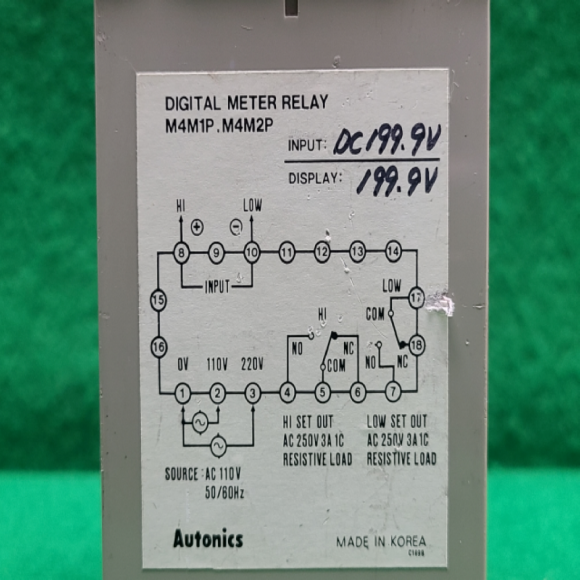 DIGITAL METER RELAY
M4M1P.M4M2P
INPUT: DC199.9V
DISPLAY: 199.9V
HI ⊕ ⊖ LOW
8 9 10 11 12 13 14
INPUT
LOW
15 COM 17
HI
16 NO NC NO NC 18
COM
0V 110V 220V
1 2 3 4 5 6 7
HI SET OUT LOW SET OUT
AC 250V 3A 1C AC 250V 3A 1C
RESISTIVE LOAD RESISTIVE LOAD
SOURCE : AC 110V
50/60Hz
Autonics MADE IN KOREA